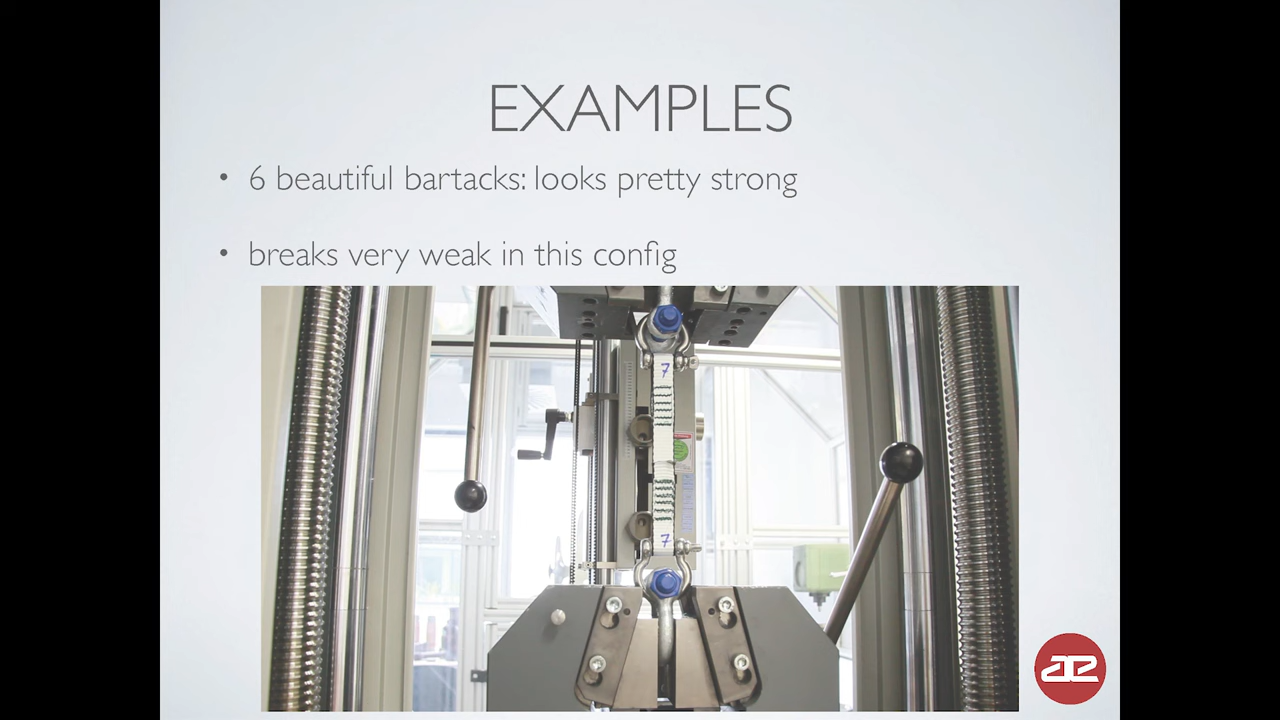 EXAMPLES
• 6 beautiful bartacks: looks pretty strong
• breaks very weak in this config
7
7